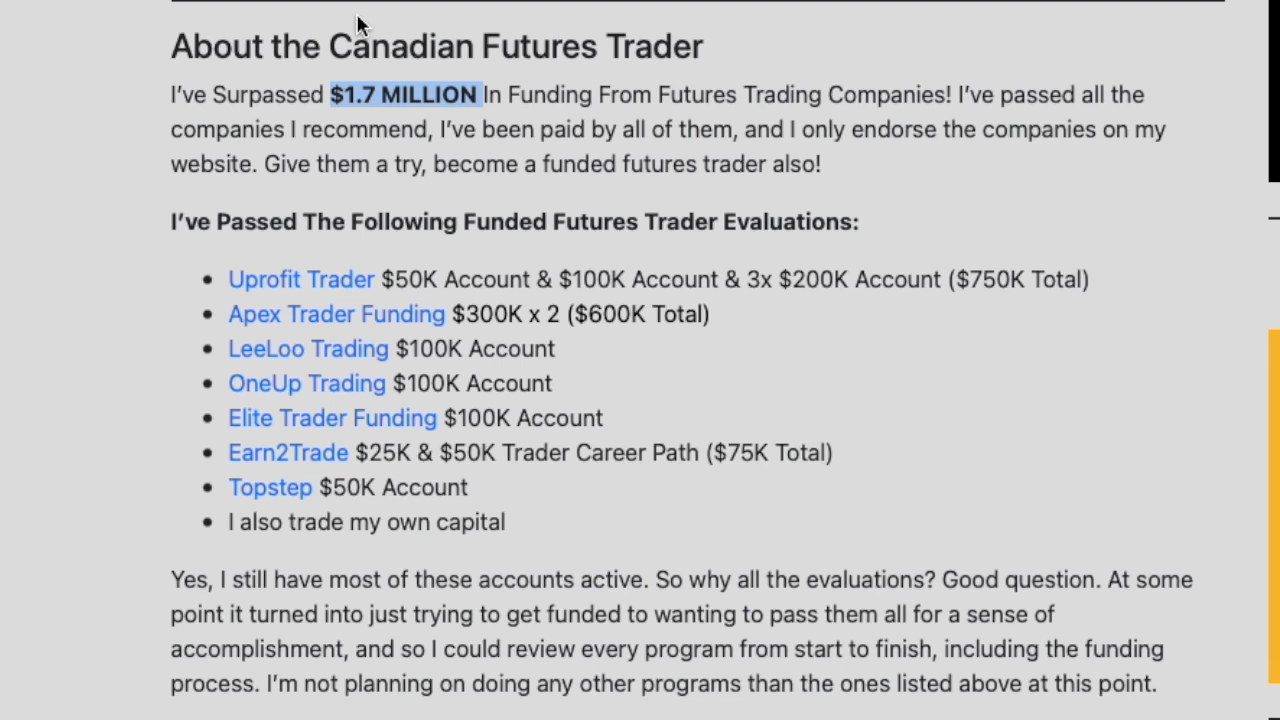 About the Canadian Futures Trader
I’ve Surpassed $1.7 MILLION In Funding From Futures Trading Companies! I’ve passed all the
companies I recommend, I’ve been paid by all of them, and I only endorse the companies on my
website. Give them a try, become a funded futures trader also!
I’ve Passed The Following Funded Futures Trader Evaluations:
• Uprofit Trader $50K Account & $100K Account & 3x $200K Account ($750K Total)
• Apex Trader Funding $300K x 2 ($600K Total)
• LeeLoo Trading $100K Account
• OneUp Trading $100K Account
• Elite Trader Funding $100K Account
• Earn2Trade $25K & $50K Trader Career Path ($75K Total)
• Topstep $50K Account
• I also trade my own capital
Yes, I still have most of these accounts active. So why all the evaluations? Good question. At some
point it turned into just trying to get funded to wanting to pass them all for a sense of
accomplishment, and so I could review every program from start to finish, including the funding
process. I’m not planning on doing any other programs than the ones listed above at this point.